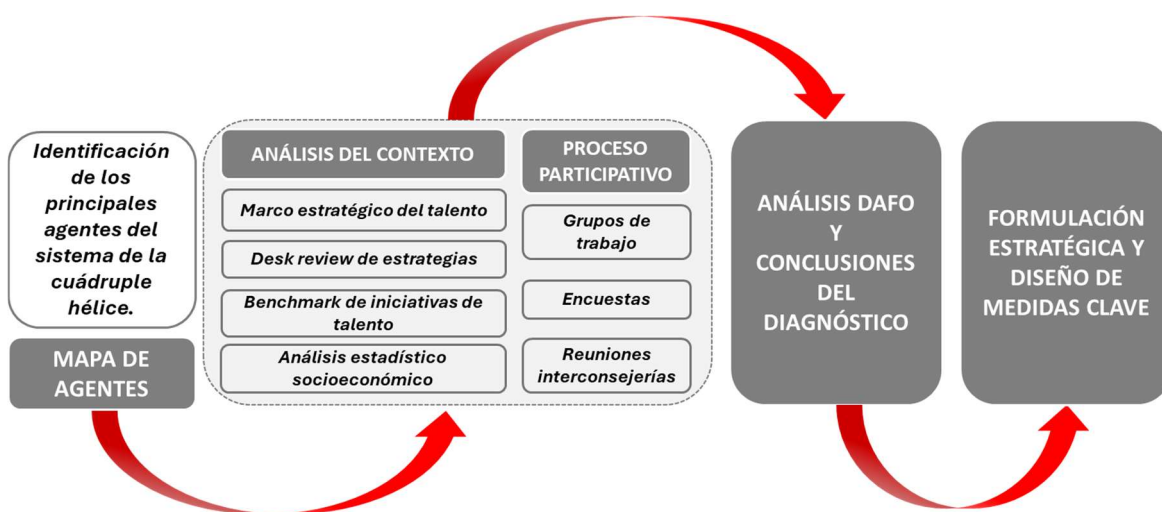 Identificación
de los
principales
agentes del
sistema de la
cuádruple
hélice.
MAPA DE
AGENTES
ANÁLISIS DEL CONTEXTO
Marco estratégico del talento
Desk review de estrategias
Benchmark de iniciativas de
talento
Análisis estadístico
socioeconómico
PROCESO
PARTICIPATIVO
Grupos de
trabajo
Encuestas
Reuniones
interconsejerías
ANÁLISIS DAFO
Y
CONCLUSIONES
DEL
DIAGNÓSTICO
FORMULACIÓN
ESTRATÉGICA Y
DISEÑO DE
MEDIDAS CLAVE